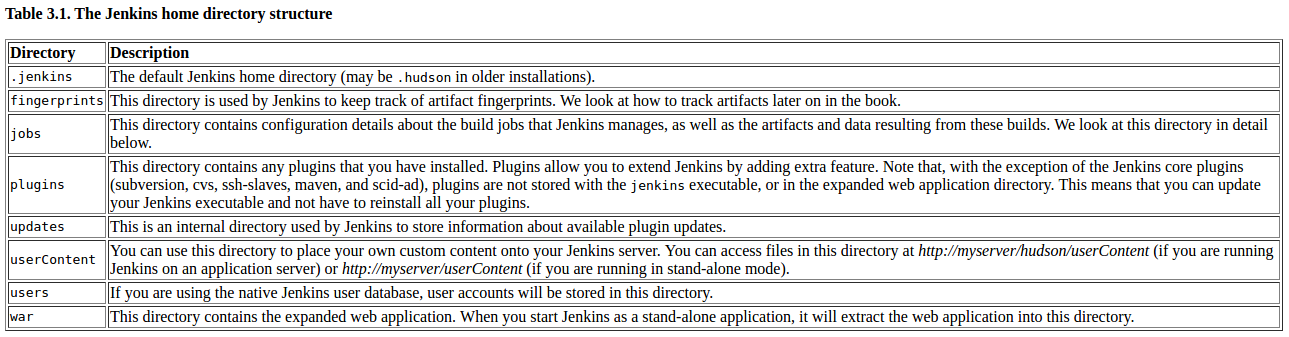 Table 3.1. The Jenkins home directory structure
Directory Description
.jenkins The default Jenkins home directory (may be .hudson in older installations).
fingerprints This directory is used by Jenkins to keep track of artifact fingerprints. We look at how to track artifacts later on in the book.
jobs This directory contains configuration details about the build jobs that Jenkins manages, as well as the artifacts and data resulting from these builds. We look at this directory in detail
below.
plugins This directory contains any plugins that you have installed. Plugins allow you to extend Jenkins by adding extra feature. Note that, with the exception of the Jenkins core plugins
(subversion, cvs, ssh-slaves, maven, and scid-ad), plugins are not stored with the jenkins executable, or in the expanded web application directory. This means that you can update
your Jenkins executable and not have to reinstall all your plugins.
updates This is an internal directory used by Jenkins to store information about available plugin updates.
userContent You can use this directory to place your own custom content onto your Jenkins server. You can access files in this directory at http://myserver/hudson/userContent (if you are running
Jenkins on an application server) or http://myserver/userContent (if you are running in stand-alone mode).
users If you are using the native Jenkins user database, user accounts will be stored in this directory.
war This directory contains the expanded web application. When you start Jenkins as a stand-alone application, it will extract the web application into this directory.